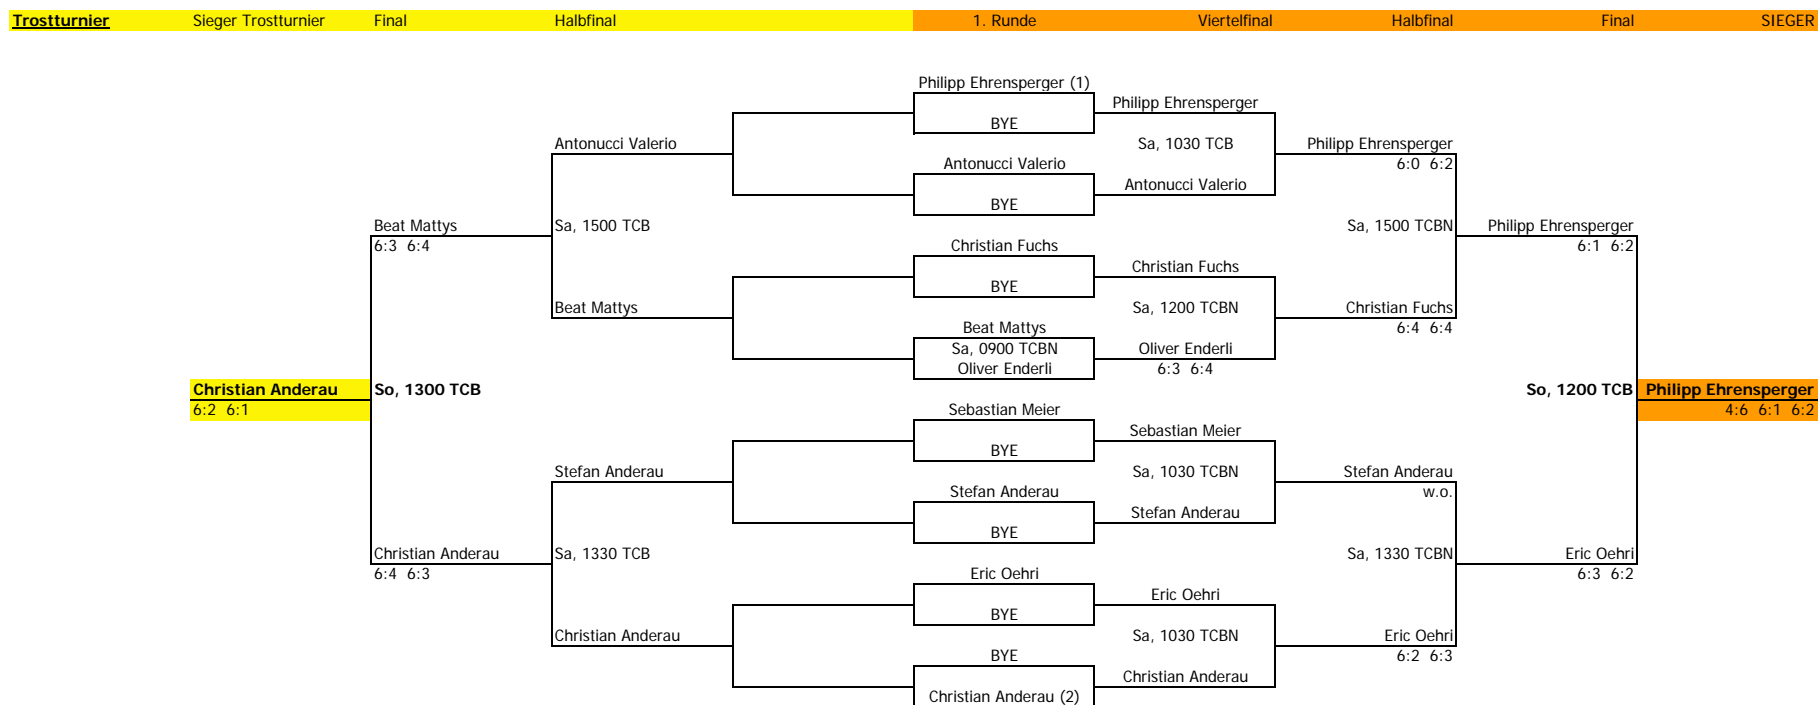 Trostturnier Sieger Trostturnier Final Halbfinal 1. Runde Viertelfinal Halbfinal Final SIEGER
Philipp Ehrensperger (1)
Philipp Ehrensperger
BYE
Antonucci Valerio Sa, 1030 TCB Philipp Ehrensperger
Antonucci Valerio 6:0 6:2
Antonucci Valerio
BYE
Beat Mattys Sa, 1500 TCB Sa, 1500 TCBN Philipp Ehrensperger
6:3 6:4 Christian Fuchs 6:1 6:2
Christian Fuchs
BYE
Beat Mattys Sa, 1200 TCBN Christian Fuchs
Beat Mattys 6:4 6:4
Sa, 0900 TCBN Oliver Enderli
Oliver Enderli 6:3 6:4
Christian Anderau So, 1300 TCB So, 1200 TCB Philipp Ehrensperger
6:2 6:1 Sebastian Meier 4:6 6:1 6:2
Sebastian Meier
BYE
Stefan Anderau Sa, 1030 TCBN Stefan Anderau
Stefan Anderau w.o.
Stefan Anderau
BYE
Christian Anderau Sa, 1330 TCB Sa, 1330 TCBN Eric Oehri
6:4 6:3 Eric Oehri 6:3 6:2
Eric Oehri
BYE
Christian Anderau Sa, 1030 TCBN Eric Oehri
BYE 6:2 6:3
Christian Anderau
Christian Anderau (2)